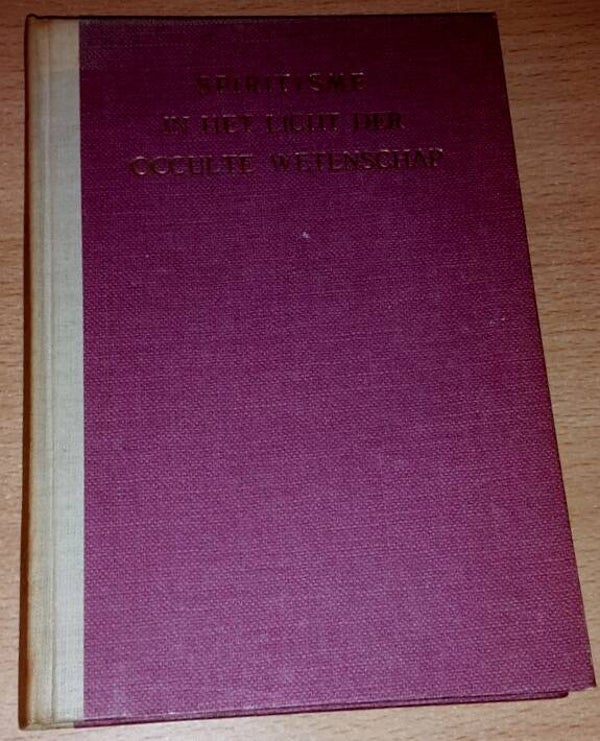 SPIRITISME
IN HET LICHT DER
OCCULTE WETENSCHAP